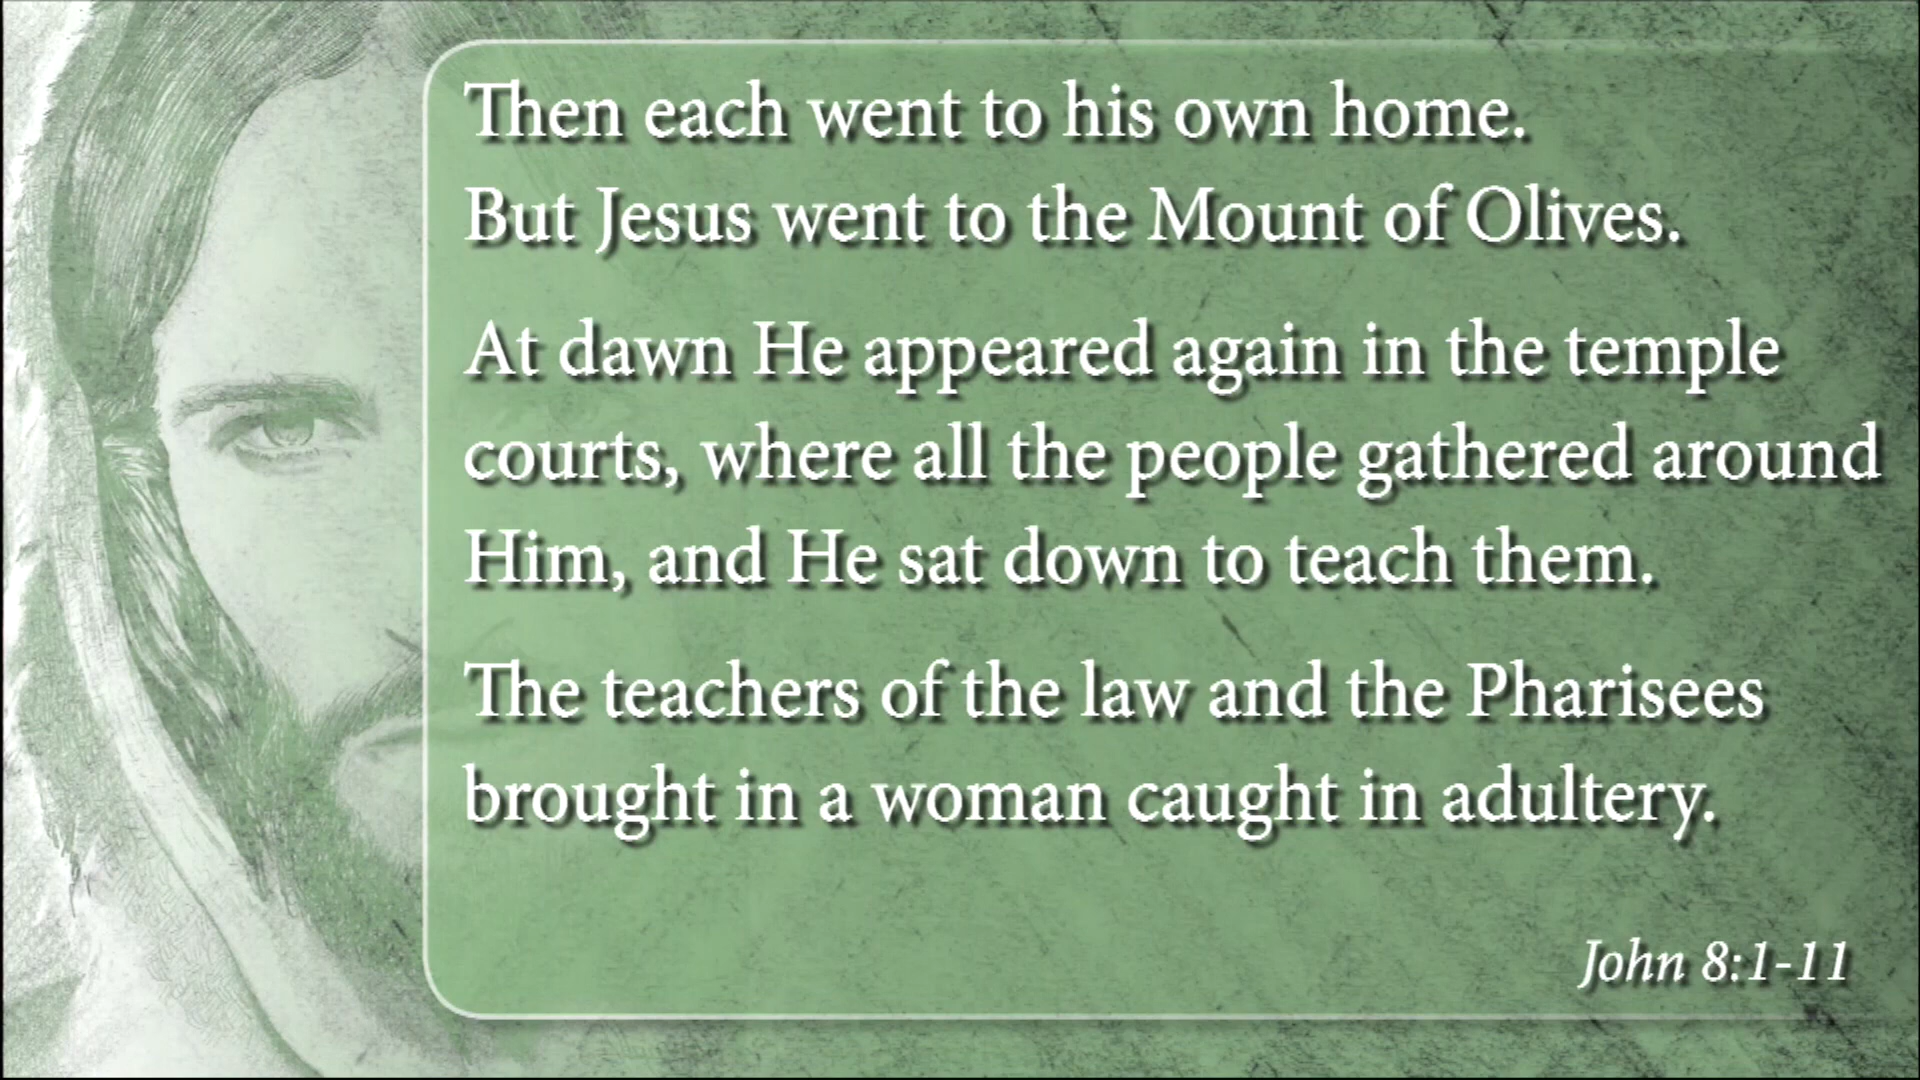 Then each went to his own home.
But Jesus went to the Mount of Olives.
At dawn He appeared again in the temple
courts, where all the people gathered around
Him, and He sat down to teach them.
The teachers of the law and the Pharisees
brought in a woman caught in adultery.
John 8:1-11